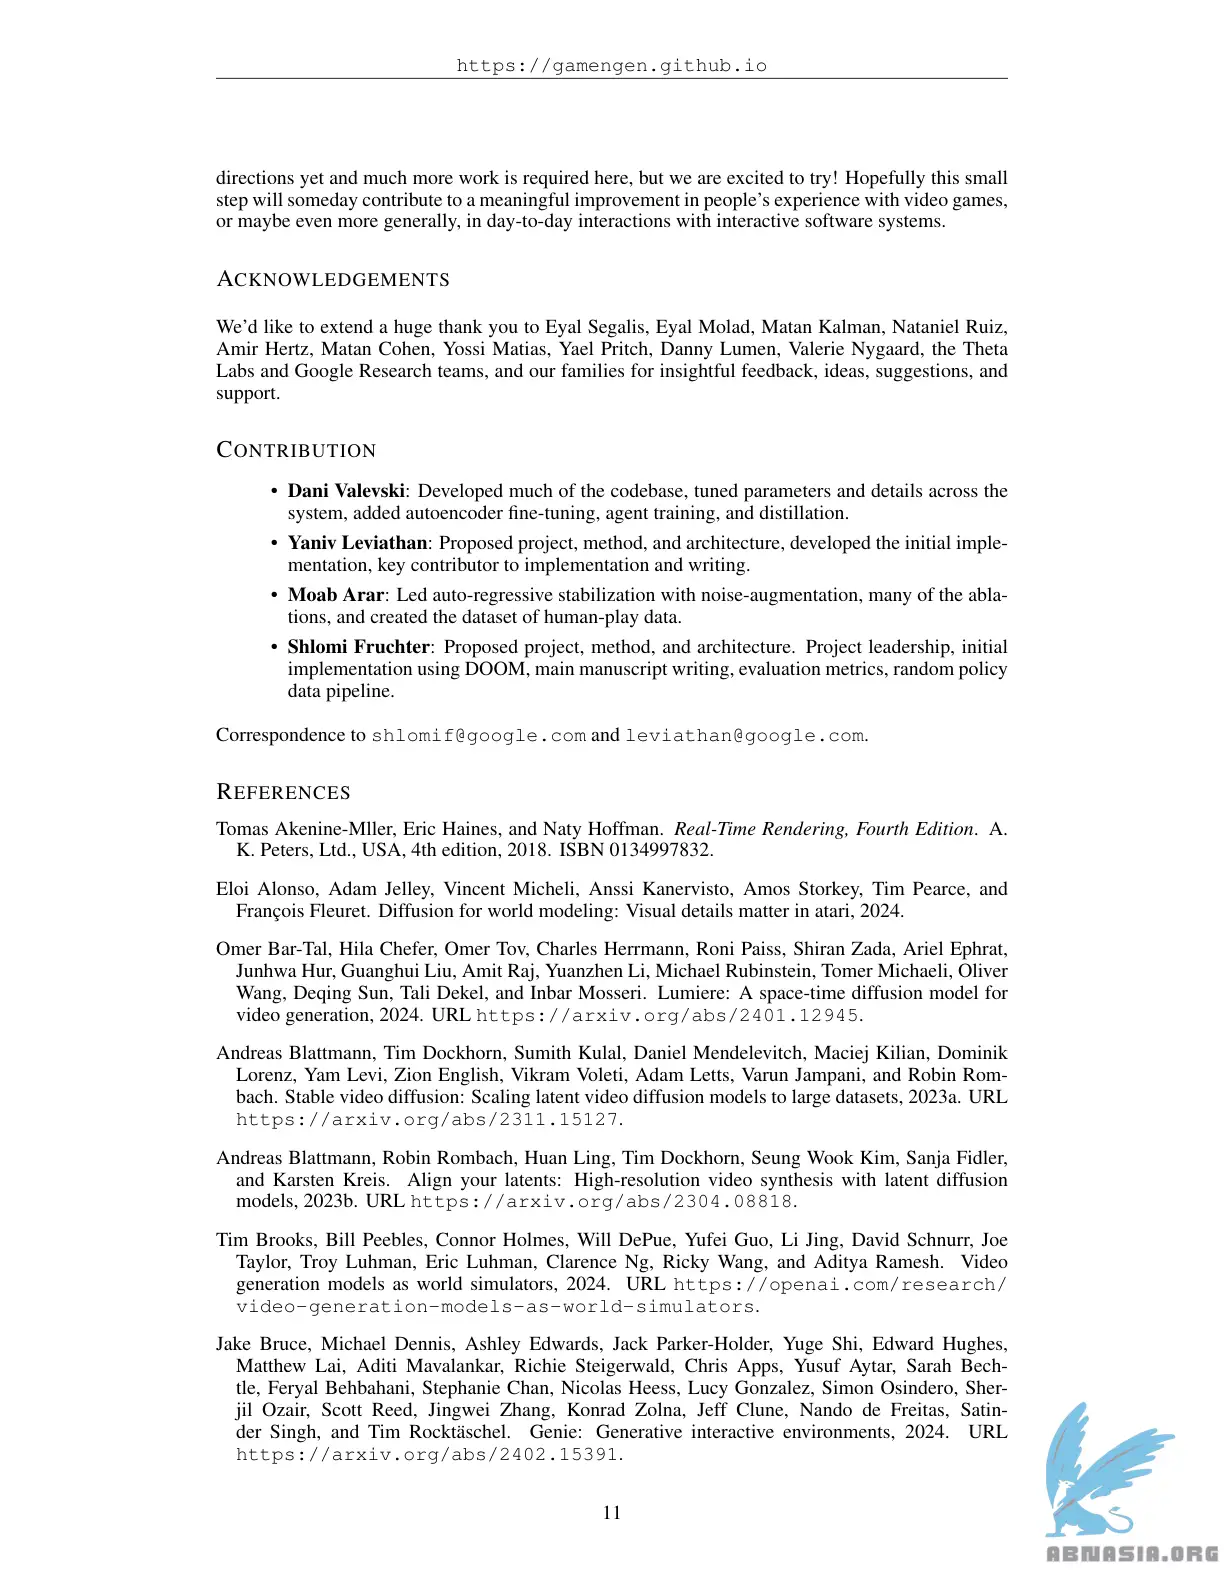 https://gamengen.github.io
directions yet and much more work is required here, but we are excited to try! Hopefully this small
step will someday contribute to a meaningful improvement in people's experience with video games,
or maybe even more generally, in day-to-day interactions with interactive software systems.
ACKNOWLEDGEMENTS
We'd like to extend a huge thank you to Eyal Segalis, Eyal Molad, Matan Kalman, Nataniel Ruiz,
Amir Hertz, Matan Cohen, Yossi Matias, Yael Pritch, Danny Lumen, Valerie Nygaard, the Theta
Labs and Google Research teams, and our families for insightful feedback, ideas, suggestions, and
support.
CONTRIBUTION
• Dani Valevski: Developed much of the codebase, tuned parameters and details across the
system, added autoencoder fine-tuning, agent training, and distillation.
• Yaniv Leviathan: Proposed project, method, and architecture, developed the initial imple-
mentation, key contributor to implementation and writing.
• Moab Arar: Led auto-regressive stabilization with noise-augmentation, many of the abla-
tions, and created the dataset of human-play data.
• Shlomi Fruchter: Proposed project, method, and architecture. Project leadership, initial
implementation using DOOM, main manuscript writing, evaluation metrics, random policy
data pipeline.
Correspondence to shlomif@google.com and leviathan@google.com.
REFERENCES
Tomas Akenine-Mller, Eric Haines, and Naty Hoffman. Real-Time Rendering, Fourth Edition. A.
K. Peters, Ltd., USA, 4th edition, 2018. ISBN 0134997832.
Eloi Alonso, Adam Jelley, Vincent Micheli, Anssi Kanervisto, Amos Storkey, Tim Pearce, and
François Fleuret. Diffusion for world modeling: Visual details matter in atari, 2024.
Omer Bar-Tal, Hila Chefer, Omer Tov, Charles Herrmann, Roni Paiss, Shiran Zada, Ariel Ephrat,
Junhwa Hur, Guanghui Liu, Amit Raj, Yuanzhen Li, Michael Rubinstein, Tomer Michaeli, Oliver
Wang, Deqing Sun, Tali Dekel, and Inbar Mosseri. Lumiere: A space-time diffusion model for
video generation, 2024. URL https://arxiv.org/abs/2401.12945.
Andreas Blattmann, Tim Dockhorn, Sumith Kulal, Daniel Mendelevitch, Maciej Kilian, Dominik
Lorenz, Yam Levi, Zion English, Vikram Voleti, Adam Letts, Varun Jampani, and Robin Rom-
bach. Stable video diffusion: Scaling latent video diffusion models to large datasets, 2023a. URL
https://arxiv.org/abs/2311.15127.
Andreas Blattmann, Robin Rombach, Huan Ling, Tim Dockhorn, Seung Wook Kim, Sanja Fidler,
and Karsten Kreis. Align your latents: High-resolution video synthesis with latent diffusion
models, 2023b. URL https://arxiv.org/abs/2304.08818.
Tim Brooks, Bill Peebles, Connor Holmes, Will DePue, Yufei Guo, Li Jing, David Schnurr, Joe
Taylor, Troy Luhman, Eric Luhman, Clarence Ng, Ricky Wang, and Aditya Ramesh. Video
generation models as world simulators, 2024. URL https://openai.com/research/
video-generation-models-as-world-simulators.
Jake Bruce, Michael Dennis, Ashley Edwards, Jack Parker-Holder, Yuge Shi, Edward Hughes,
Matthew Lai, Aditi Mavalankar, Richie Steigerwald, Chris Apps, Yusuf Aytar, Sarah Bech-
tle, Feryal Behbahani, Stephanie Chan, Nicolas Heess, Lucy Gonzalez, Simon Osindero, Sher-
jil Ozair, Scott Reed, Jingwei Zhang, Konrad Zolna, Jeff Clune, Nando de Freitas, Satin-
der Singh, and Tim Rocktäschel. Genie: Generative interactive environments, 2024. URL
https://arxiv.org/abs/2402.15391.
11
ABNASIA.ORG